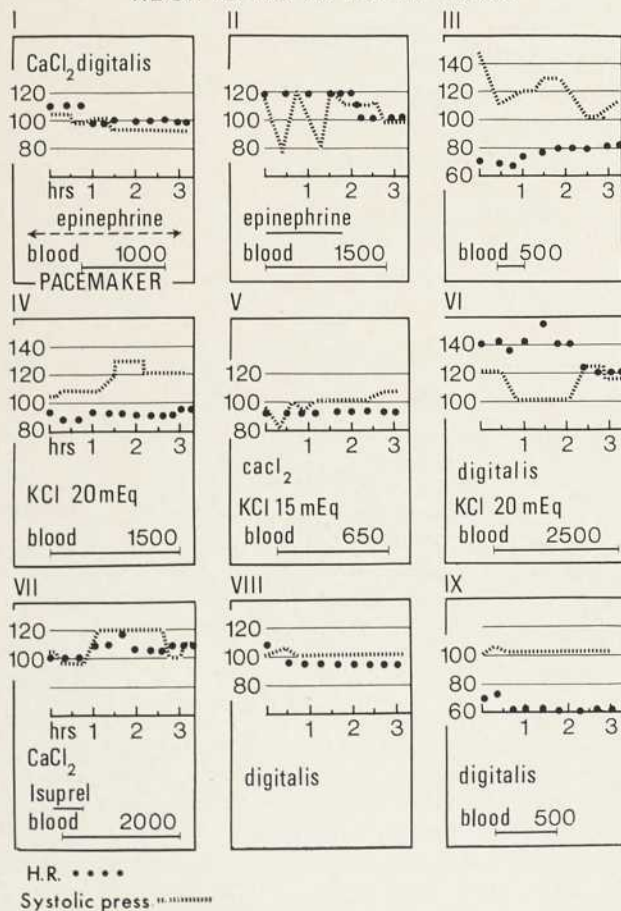 I
CaCl₂ digitalis
120
100
80
hrs 1 2 3
epinephrine
blood 1000
PACEMAKER
II
120
100
80
1 2 3
epinephrine
blood 1500
III
140
120
100
80
60
1 2 3
blood 500
IV
140
120
100
80
hrs 1 2 3
KCl 20 mEq
blood 1500
V
120
100
80
1 2 3
cacl₂
KCl 15 mEq
blood 650
VI
140
120
100
1 2 3
digitalis
KCl 20 mEq
blood 2500
VII
120
100
hrs 1 2 3
CaCl₂
Isuprel
blood 2000
VIII
120
100
80
1 2 3
digitalis
IX
100
80
60
1 2 3
digitalis
blood 500
H.R.
Systolic press